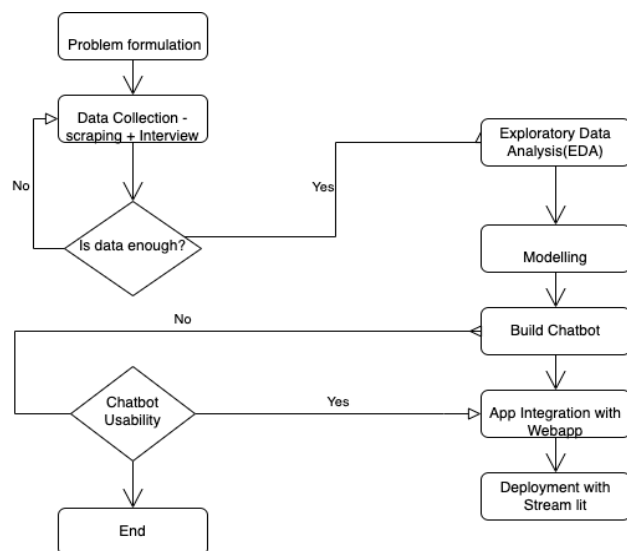 Problem formulation
Data Collection -
scraping + Interview
No
Is data enough?
Yes
Exploratory Data
Analysis(EDA)
Modelling
No
Build Chatbot
Chatbot
Usability
Yes
App Integration with
Webapp
Deployment with
Stream lit
End